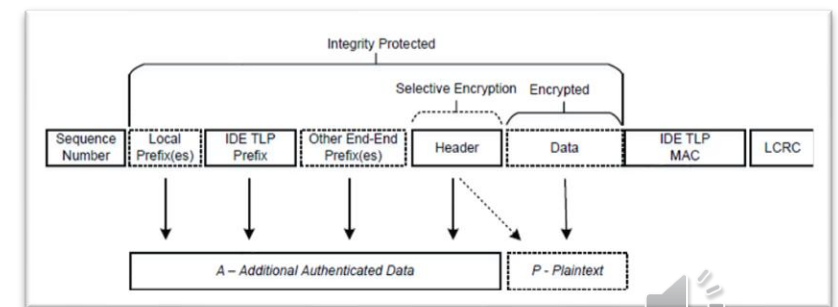 Integrity Protected
Selective Encryption Encrypted
Sequence Number
Local Prefix(es)
IDE TLP Prefix
Other End-End Prefix(es)
Header
Data
IDE TLP MAC
LCRC
A – Additional Authenticated Data
P - Plaintext